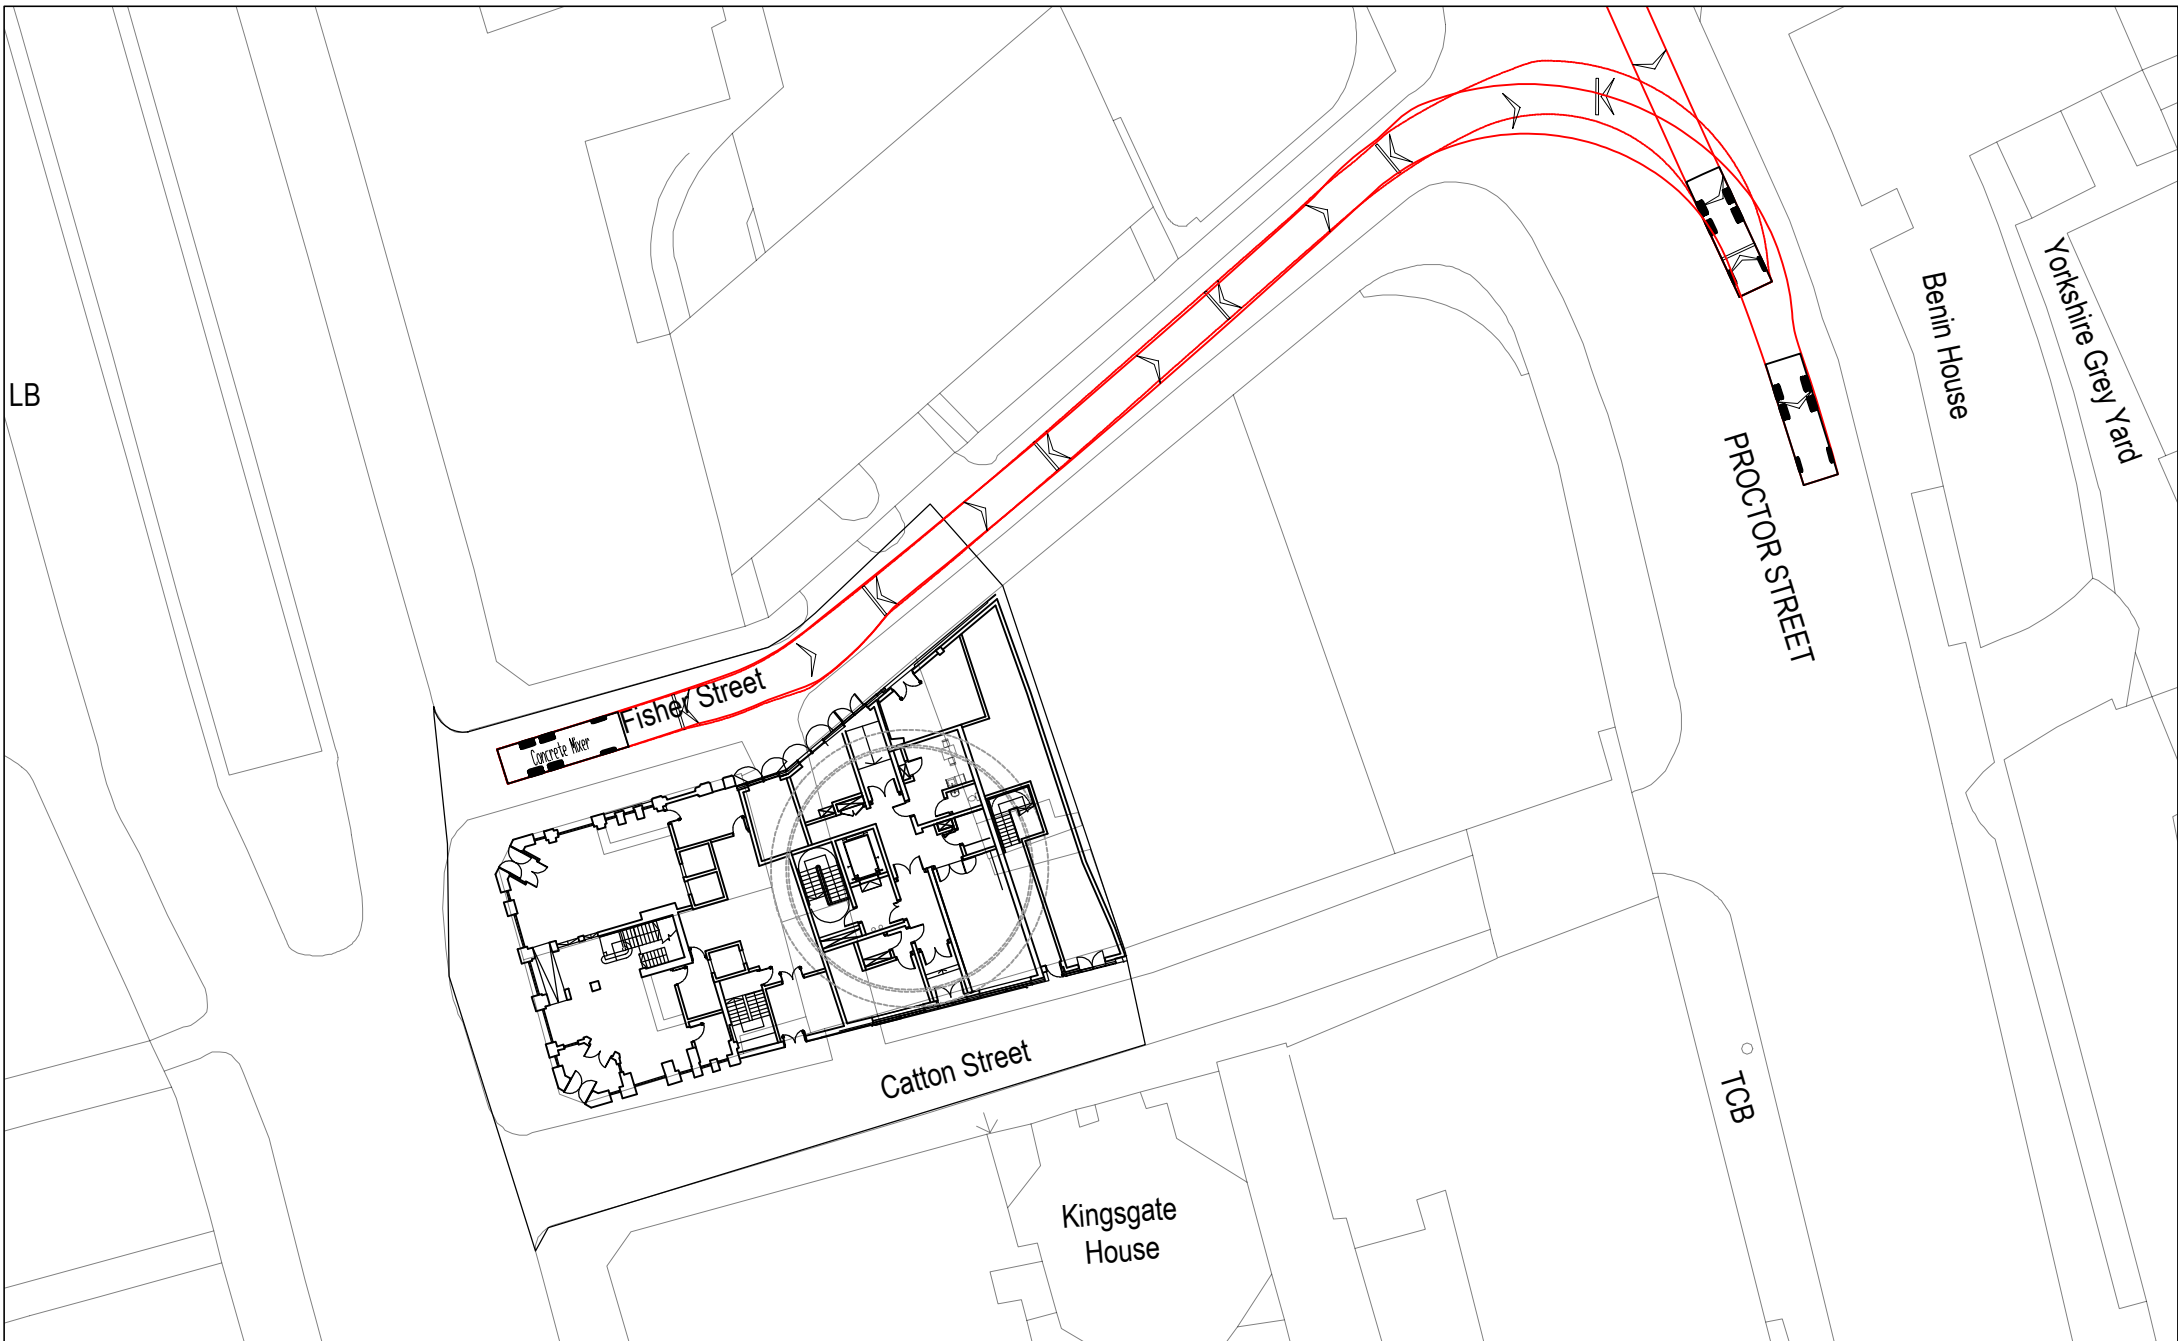 LB
Benin House
Yorkshire Grey Yard
PROCTOR STREET
Fisher Street
Concrete Mixer
Catton Street
TCB
Kingsgate
House